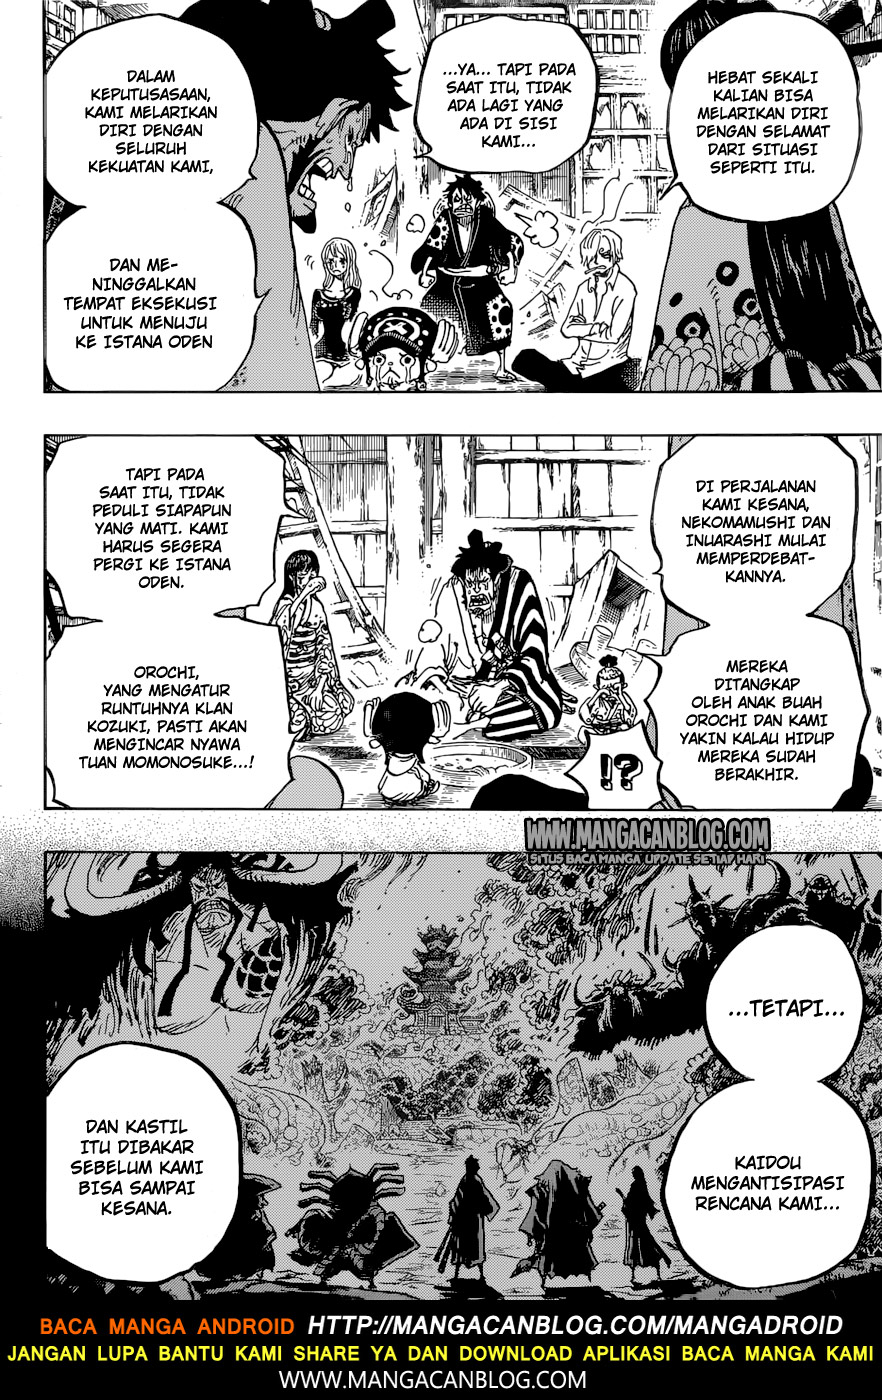 HEBAT SEKALI
KALIAN BISA
MELARIKAN DIRI
DENGAN SELAMAT
DARI SITUASI
SEPERTI ITU.
...YA... TAPI PADA
SAAT ITU, TIDAK
ADA LAGI YANG
ADA DI SISI
KAMI...
DALAM
KEPUTUSASAAN,
KAMI MELARIKAN
DIRI DENGAN
SELURUH
KEKUATAN KAMI,
DAN ME-
NINGGALKAN
TEMPAT EKSEKUSI
UNTUK MENUJU
KE ISTANA ODEN
DI PERJALANAN
KAMI KESANA,
NEKOMAMUSHI DAN
INUARASHI MULAI
MEMPERDEBAT-
KANNYA.
MEREKA
DITANGKAP
OLEH ANAK BUAH
OROCHI DAN KAMI
YAKIN KALAU HIDUP
MEREKA SUDAH
BERAKHIR.
!?
TAPI PADA
SAAT ITU, TIDAK
PEDULI SIAPAPUN
YANG MATI. KAMI
HARUS SEGERA
PERGI KE ISTANA
ODEN.
OROCHI,
YANG MENGATUR
RUNTUHNYA KLAN
KOZUKI, PASTI AKAN
MENGINCAR NYAWA
TUAN MOMONOSUKE...!
WWW.MANGACANBLOG.COM
SITUS BACA MANGA UPDATE SETIAP HARI
...TETAPI...
KAIDOU
MENGANTISIPASI
RENCANA KAMI...
DAN KASTIL
ITU DIBAKAR
SEBELUM KAMI
BISA SAMPAI
KESANA.
BACA MANGA ANDROID HTTP://MANGACANBLOG.COM/MANGADROID
JANGAN LUPA BANTU KAMI SHARE YA DAN DOWNLOAD APLIKASI BACA MANGA KAMI
WWW.MANGACANBLOG.COM